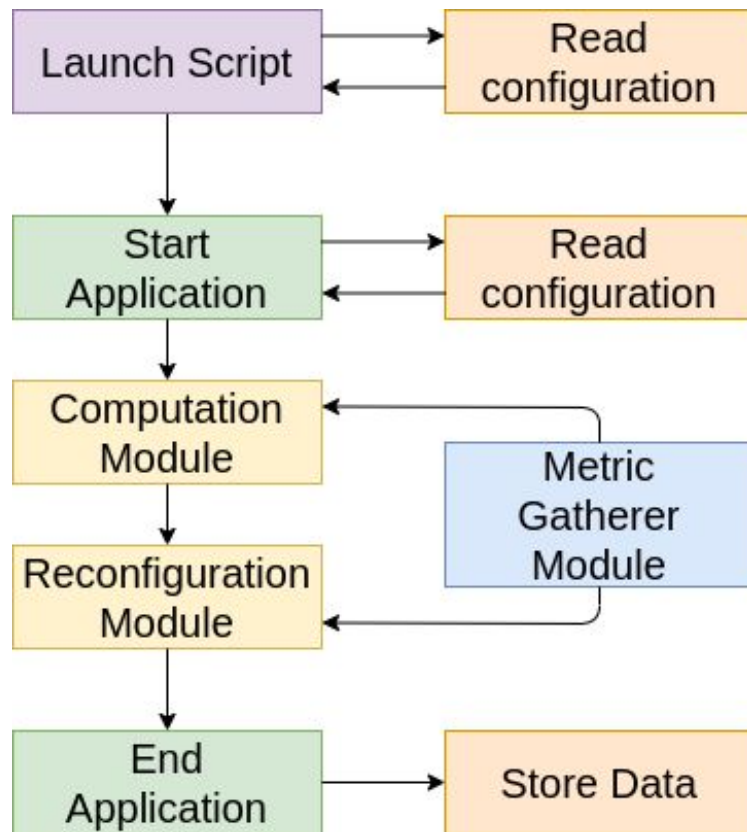 Launch Script
Read
configuration
Start
Application
Read
configuration
Computation
Module
Metric
Gatherer
Module
Reconfiguration
Module
End
Application
Store Data